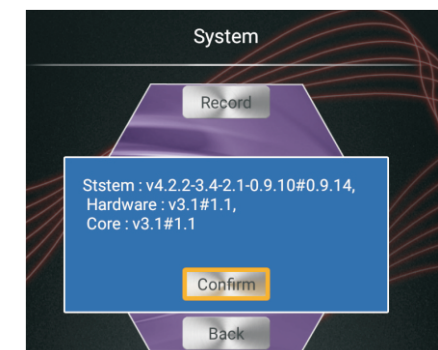 System
Record
Ststem : v4.2.2-3.4-2.1-0.9.10#0.9.14,
Hardware : v3.1#1.1,
Core : v3.1#1.1
Confirm
Back